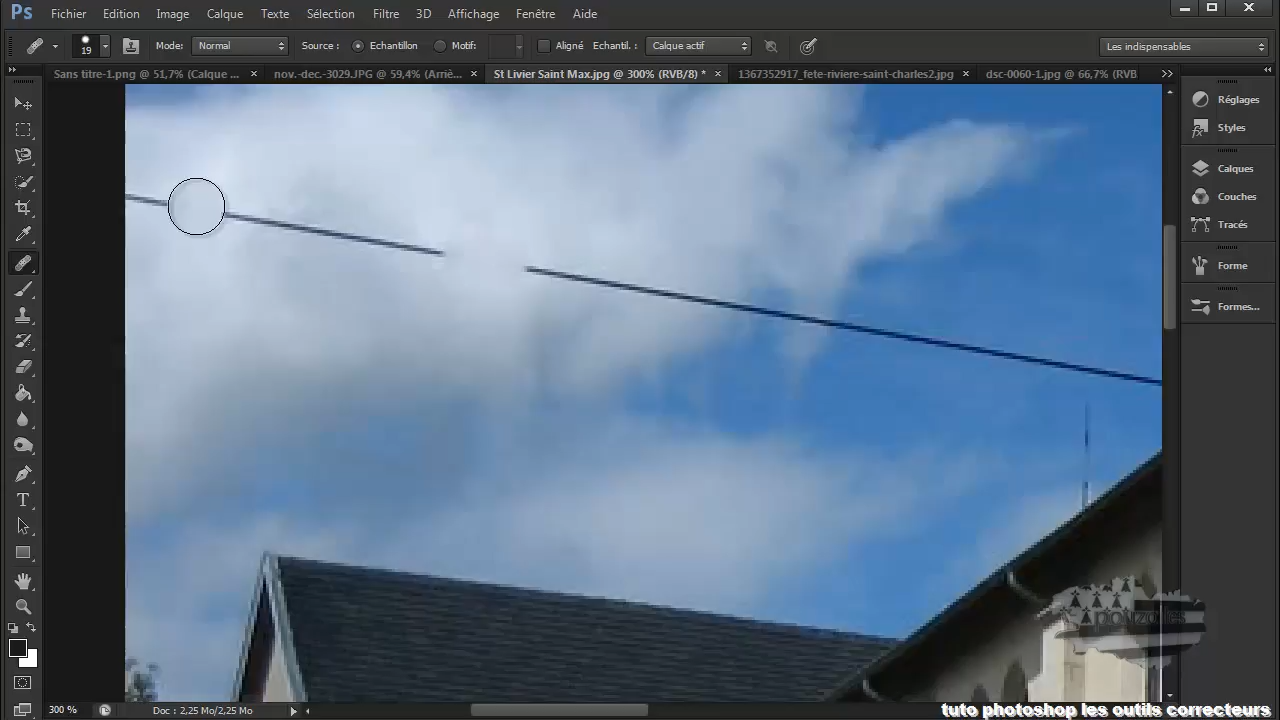 Ps Fichier Edition Image Calque Texte Sélection Filtre 3D Affichage Fenêtre Aide
19 Mode: Normal Source : Echantillon Motif: Aligné Echantil. : Calque actif Les indispensables
Sans titre-1.png @ 51,7% (Calque ... × nov.-dec.-3029.JPG @ 59,4% (Arriè... × St Livier Saint Max.jpg @ 300% (RVB/8) * × 1367352917_fete-riviere-saint-charles2.jpg × dsc-0060-1.jpg @ 66,7% (RVB
Réglages
Styles
Calques
Couches
Tracés
Forme
Formes...
300 % Doc : 2,25 Mo/2,25 Mo
tuto photoshop les outils correcteurs